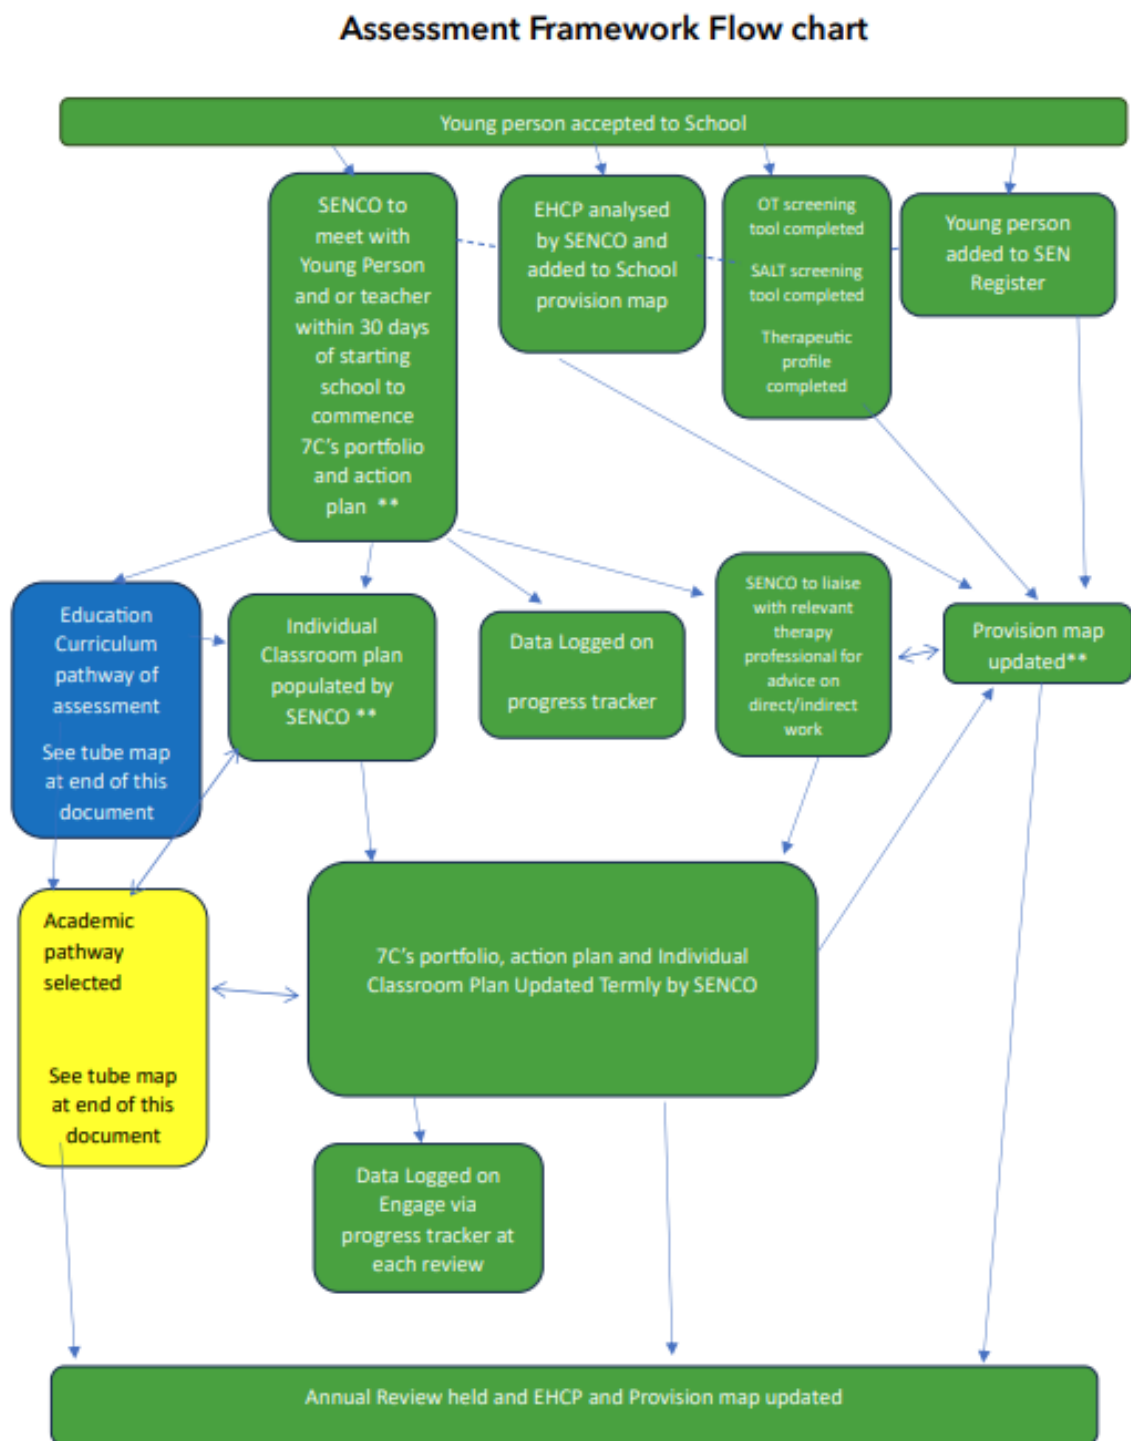 Assessment Framework Flow chart
Young person accepted to School
SENCO to
meet with
Young Person
and or teacher
within 30 days
of starting
school to
commence
7C's portfolio
and action
plan **
EHCP analysed
by SENCO and
added to School
provision map
OT screening
tool completed
SALT screening
tool completed
Therapeutic
profile
completed
Young person
added to SEN
Register
Education
Curriculum
pathway of
assessment
See tube map
at end of this
document
Individual
Classroom plan
populated by
SENCO **
Data Logged on
progress tracker
SENCO to liaise
with relevant
therapy
professional for
advice on
direct/indirect
work
Provision map
updated**
Academic
pathway
selected
See tube map
at end of this
document
7C's portfolio, action plan and Individual
Classroom Plan Updated Termly by SENCO
Data Logged on
Engage via
progress tracker at
each review
Annual Review held and EHCP and Provision map updated